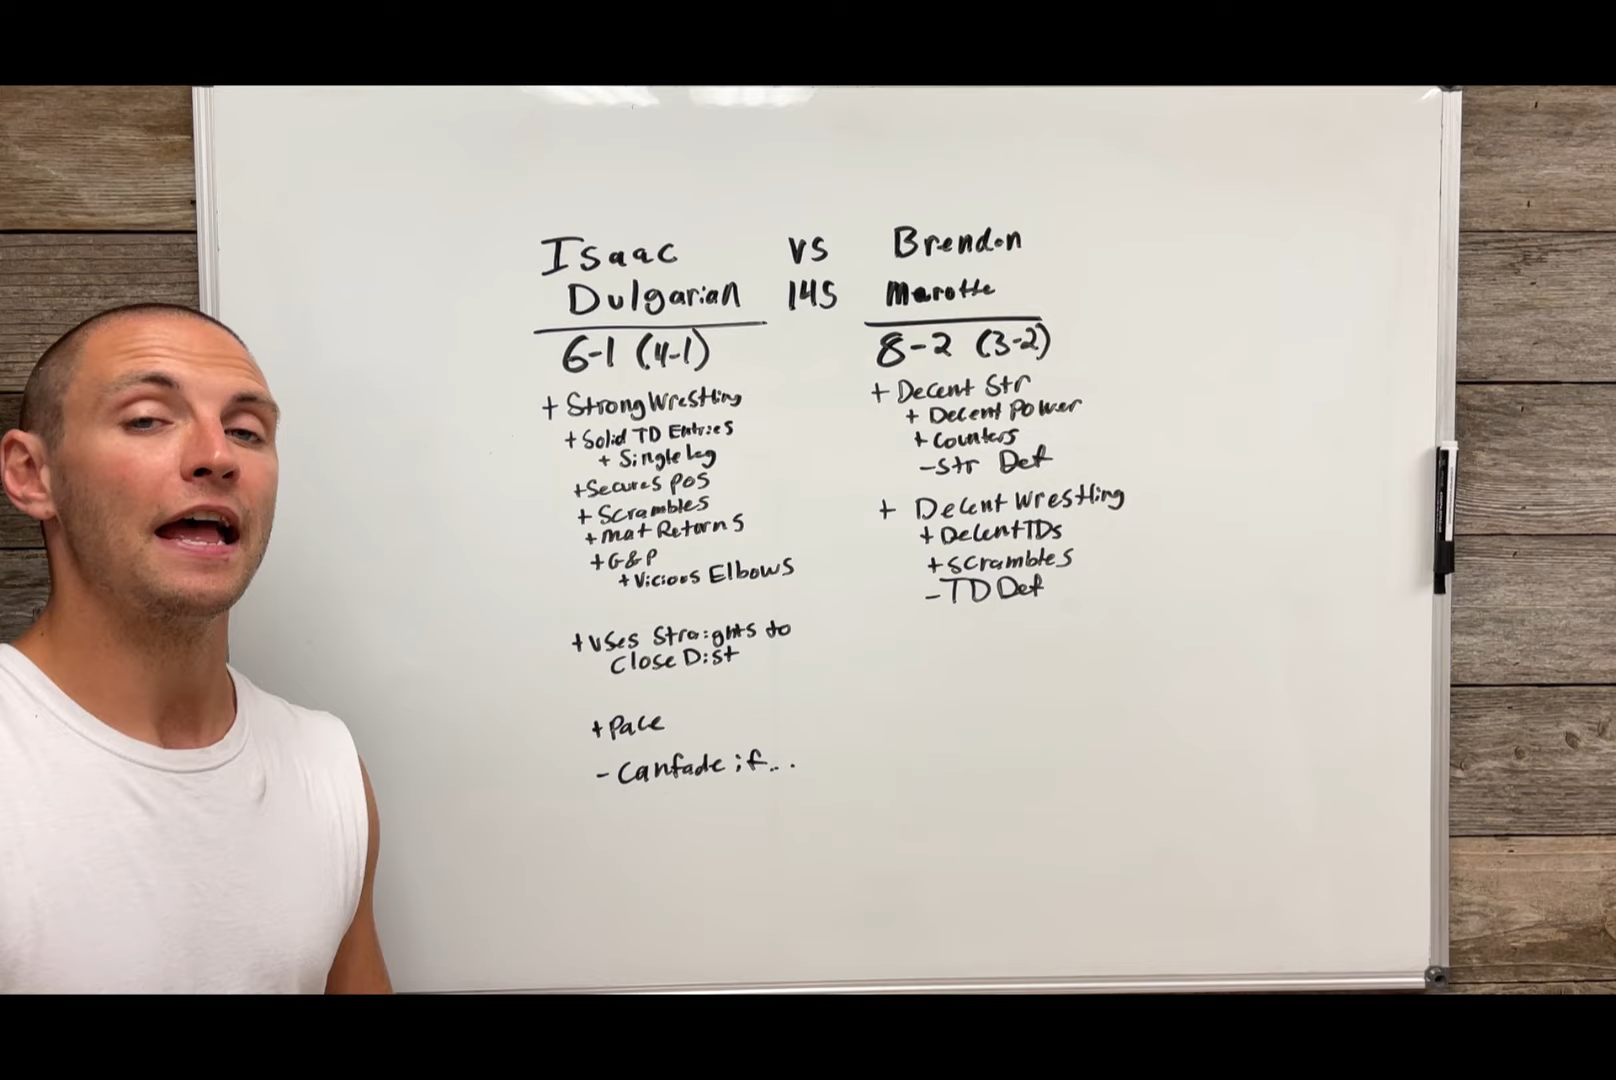 Isaac vs Brendon
Dulgarian 145 Marotte
6-1 (4-1)
+ Strong Wrestling
+ Solid TD Entries
+ Single leg
+ Secures pos
+ Scrambles
+ mat Returns
+ G&P
+ Vicious Elbows
+ Uses Straights to
Close Dist
+ Pace
- Can fade if...
8-2 (3-2)
+ Decent Str
+ Decent Power
+ Counters
- Str Def
+ Decent Wrestling
+ Decent TDs
+ Scrambles
- TD Def